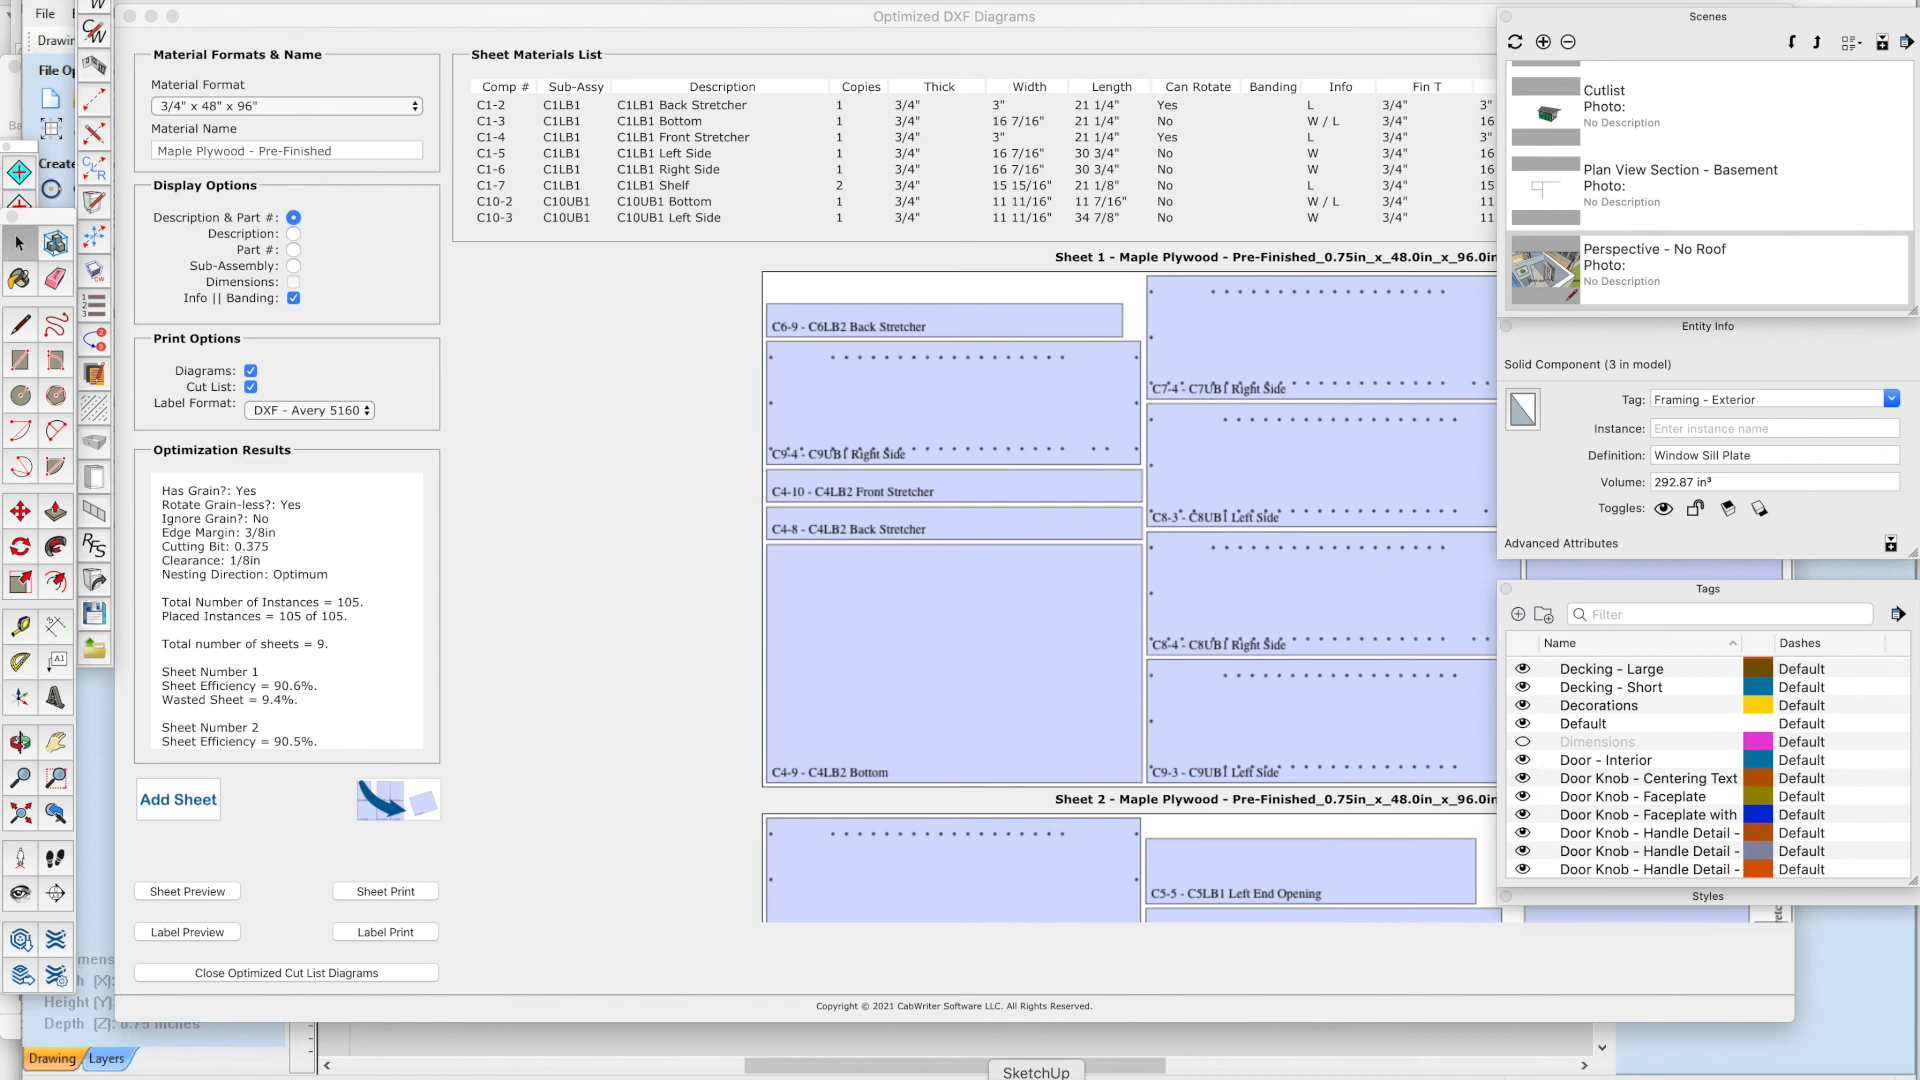 File
Drawin
File Op
Create
Optimized DXF Diagrams
Material Formats & Name
Material Format
3/4" x 48" x 96"
Material Name
Maple Plywood - Pre-Finished
Display Options
Description & Part #:
Description:
Part #:
Sub-Assembly:
Dimensions:
Info || Banding:
Print Options
Diagrams:
Cut List:
Label Format: DXF - Avery 5160
Optimization Results
Has Grain?: Yes
Rotate Grain-less?: Yes
Ignore Grain?: No
Edge Margin: 3/8in
Cutting Bit: 0.375
Clearance: 1/8in
Nesting Direction: Optimum
Total Number of Instances = 105.
Placed Instances = 105 of 105.
Total number of sheets = 9.
Sheet Number 1
Sheet Efficiency = 90.6%.
Wasted Sheet = 9.4%.
Sheet Number 2
Sheet Efficiency = 90.5%.
Add Sheet
Sheet Preview Sheet Print
Label Preview Label Print
Close Optimized Cut List Diagrams
Sheet Materials List
Comp # Sub-Assy Description Copies Thick Width Length Can Rotate Banding Info Fin T
C1-2 C1LB1 C1LB1 Back Stretcher 1 3/4" 3" 21 1/4" Yes L 3/4" 3"
C1-3 C1LB1 C1LB1 Bottom 1 3/4" 16 7/16" 21 1/4" No W / L 3/4" 16
C1-4 C1LB1 C1LB1 Front Stretcher 1 3/4" 3" 21 1/4" Yes L 3/4" 3"
C1-5 C1LB1 C1LB1 Left Side 1 3/4" 16 7/16" 30 3/4" No W 3/4" 16
C1-6 C1LB1 C1LB1 Right Side 1 3/4" 16 7/16" 30 3/4" No W 3/4" 16
C1-7 C1LB1 C1LB1 Shelf 2 3/4" 15 15/16" 21 1/8" No L 3/4" 15
C10-2 C10UB1 C10UB1 Bottom 1 3/4" 11 11/16" 11 7/16" No W / L 3/4" 11
C10-3 C10UB1 C10UB1 Left Side 1 3/4" 11 11/16" 34 7/8" No W 3/4" 11
Sheet 1 - Maple Plywood - Pre-Finished_0.75in_x_48.0in_x_96.0in
C6-9 - C6LB2 Back Stretcher
C9-4 - C9UB1 Right Side
C4-10 - C4LB2 Front Stretcher
C4-8 - C4LB2 Back Stretcher
C4-9 - C4LB2 Bottom
C7-4 - C7UB1 Right Side
C8-3 - C8UB1 Left Side
C8-4 - C8UB1 Right Side
C9-3 - C9UB1 Left Side
Sheet 2 - Maple Plywood - Pre-Finished_0.75in_x_48.0in_x_96.0in
C5-5 - C5LB1 Left End Opening
Copyright © 2021 CabWriter Software LLC. All Rights Reserved.
Scenes
Cutlist
Photo:
No Description
Plan View Section - Basement
Photo:
No Description
Perspective - No Roof
Photo:
No Description
Entity Info
Solid Component (3 in model)
Tag: Framing - Exterior
Instance: Enter instance name
Definition: Window Sill Plate
Volume: 292.87 in³
Toggles:
Advanced Attributes
Tags
Filter
Name Dashes
Decking - Large Default
Decking - Short Default
Decorations Default
Default Default
Dimensions Default
Door - Interior Default
Door Knob - Centering Text Default
Door Knob - Faceplate Default
Door Knob - Faceplate with Default
Door Knob - Handle Detail - Default
Door Knob - Handle Detail - Default
Door Knob - Handle Detail - Default
Styles
mens
h (X):
Height (Y):
Depth (Z): 0.75 inches
Drawing Layers
SketchUp